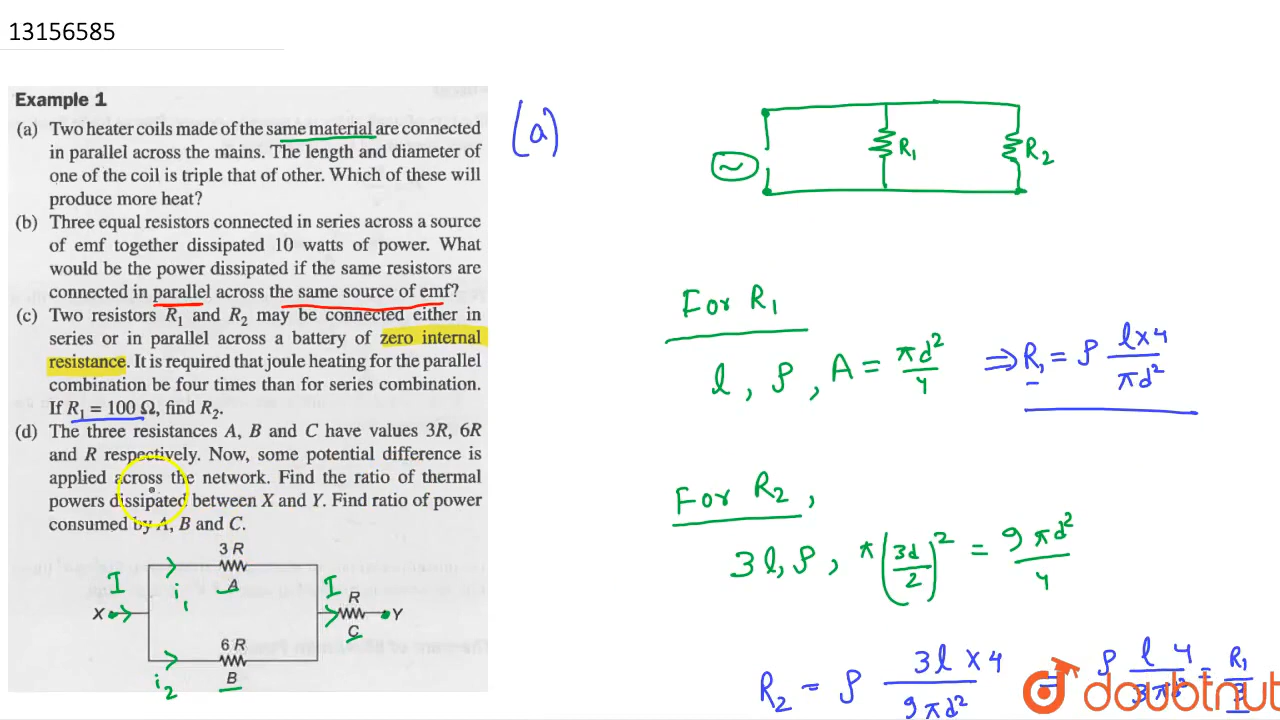 13156585
Example 1
(a) Two heater coils made of the same material are connected
in parallel across the mains. The length and diameter of
one of the coil is triple that of other. Which of these will
produce more heat?
(b) Three equal resistors connected in series across a source
of emf together dissipated 10 watts of power. What
would be the power dissipated if the same resistors are
connected in parallel across the same source of emf?
(c) Two resistors R₁ and R₂ may be connected either in
series or in parallel across a battery of zero internal
resistance. It is required that joule heating for the parallel
combination be four times than for series combination.
If R₁ = 100 Ω, find R₂.
(d) The three resistances A, B and C have values 3R, 6R
and R respectively. Now, some potential difference is
applied across the network. Find the ratio of thermal
powers dissipated between X and Y. Find ratio of power
consumed by A, B and C.
3 R
A
I
i₁
I
R
X
Y
C
6 R
B
i₂
(a)
~
R₁
R₂
For R₁
l, ρ, A = πd²/4 ⇒ R₁ = ρ l×4/πd²
For R₂,
3l, ρ, π(3d/2)² = 9πd²/4
R₂ = ρ 3l×4/9πd² = ρ l 4/3πd² = R₁/3
doubtnut